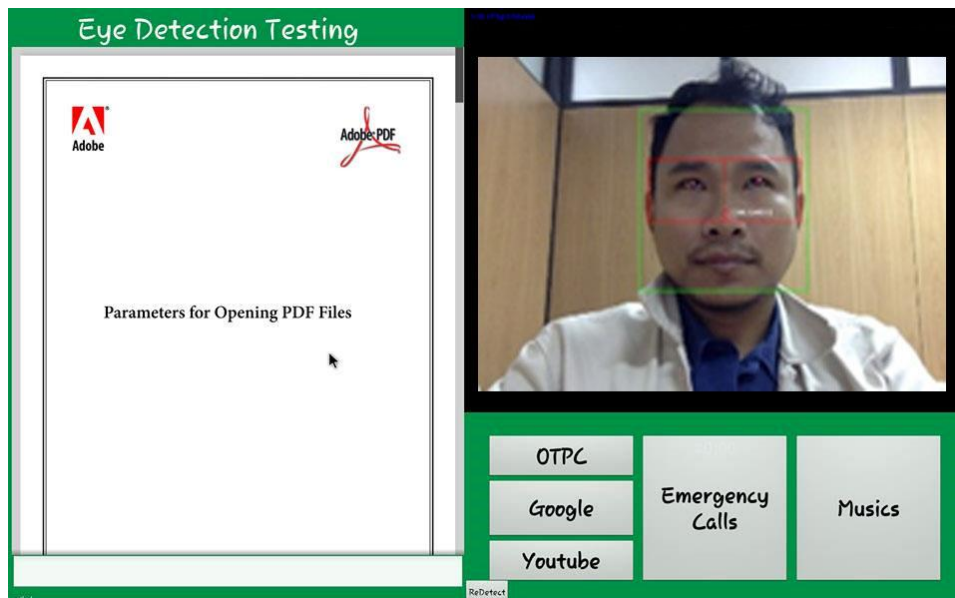 Eye Detection Testing
Adobe
Adobe PDF
Parameters for Opening PDF Files
OTPC
Google
Youtube
Emergency
Calls
Musics
ReDetect